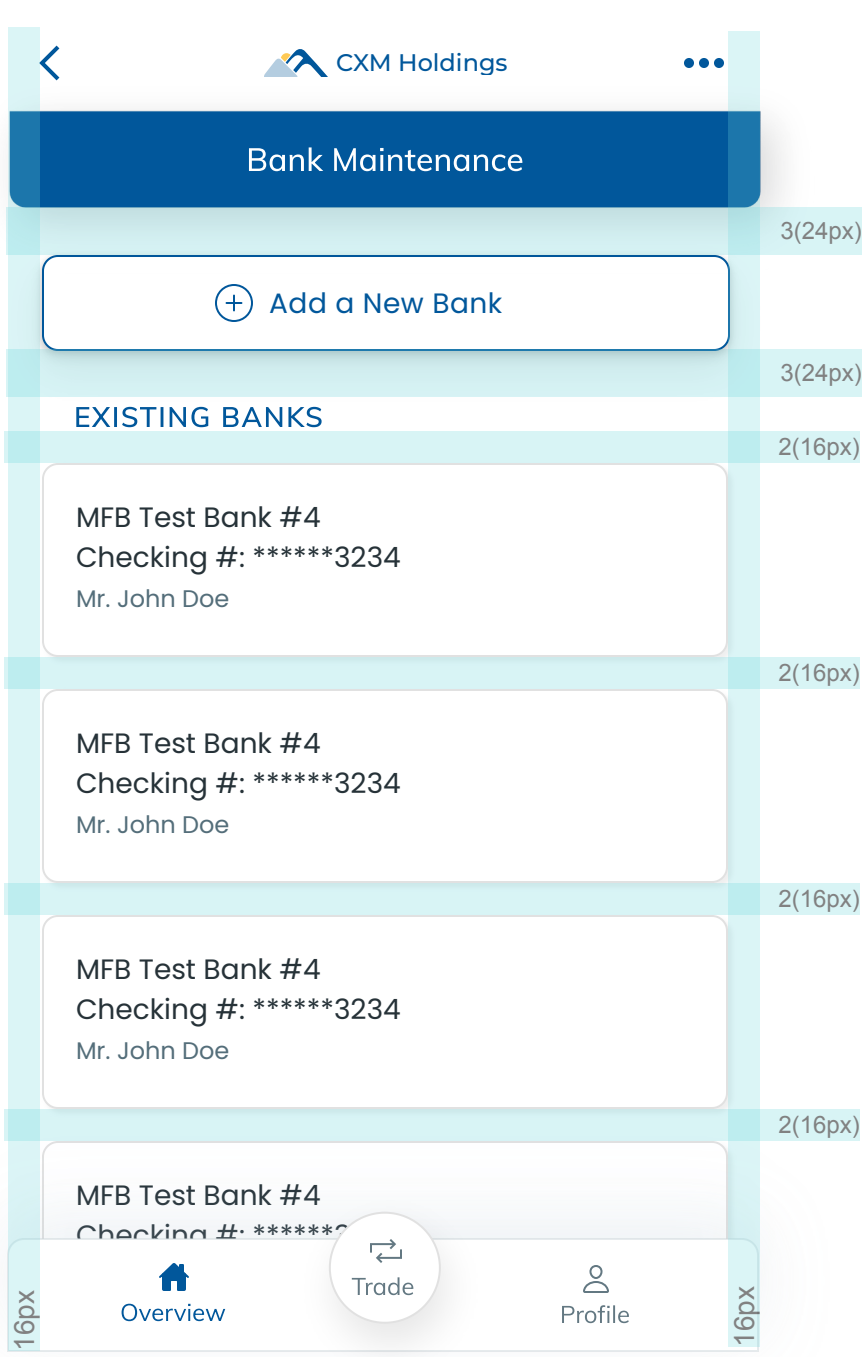 CXM Holdings
Bank Maintenance
3(24px)
Add a New Bank
3(24px)
EXISTING BANKS
2(16px)
MFB Test Bank #4
Checking #: ******3234
Mr. John Doe
2(16px)
MFB Test Bank #4
Checking #: ******3234
Mr. John Doe
2(16px)
MFB Test Bank #4
Checking #: ******3234
Mr. John Doe
2(16px)
MFB Test Bank #4
Checking #: ******3
Trade
Overview
Profile
16px
16px